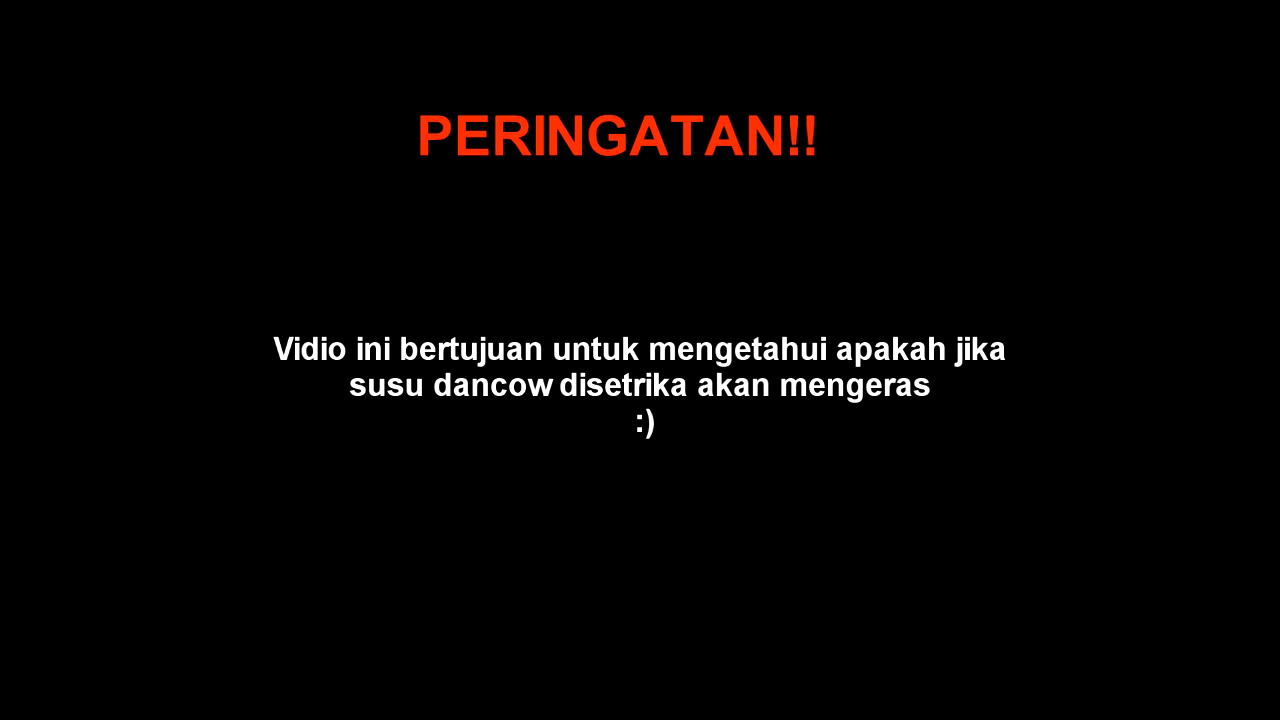 PERINGATAN!!
Vidio ini bertujuan untuk mengetahui apakah jika
susu dancow disetrika akan mengeras
:)